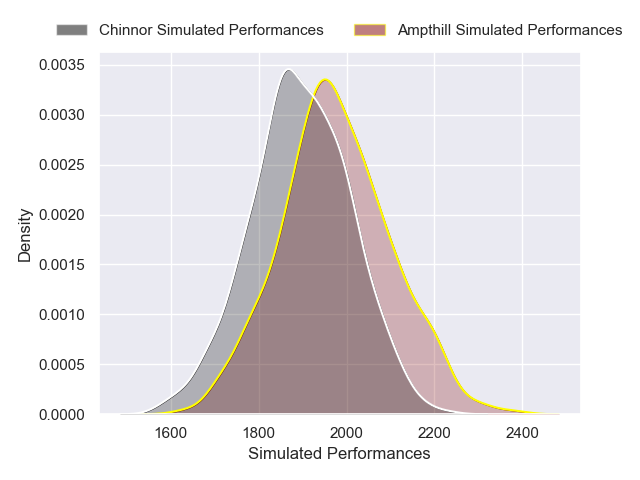 Chinnor Simulated Performances Ampthill Simulated Performances
0.0035
0.0030
0.0025
0.0020
0.0015
0.0010
0.0005
0.0000
Density
1600 1800 2000 2200 2400
Simulated Performances